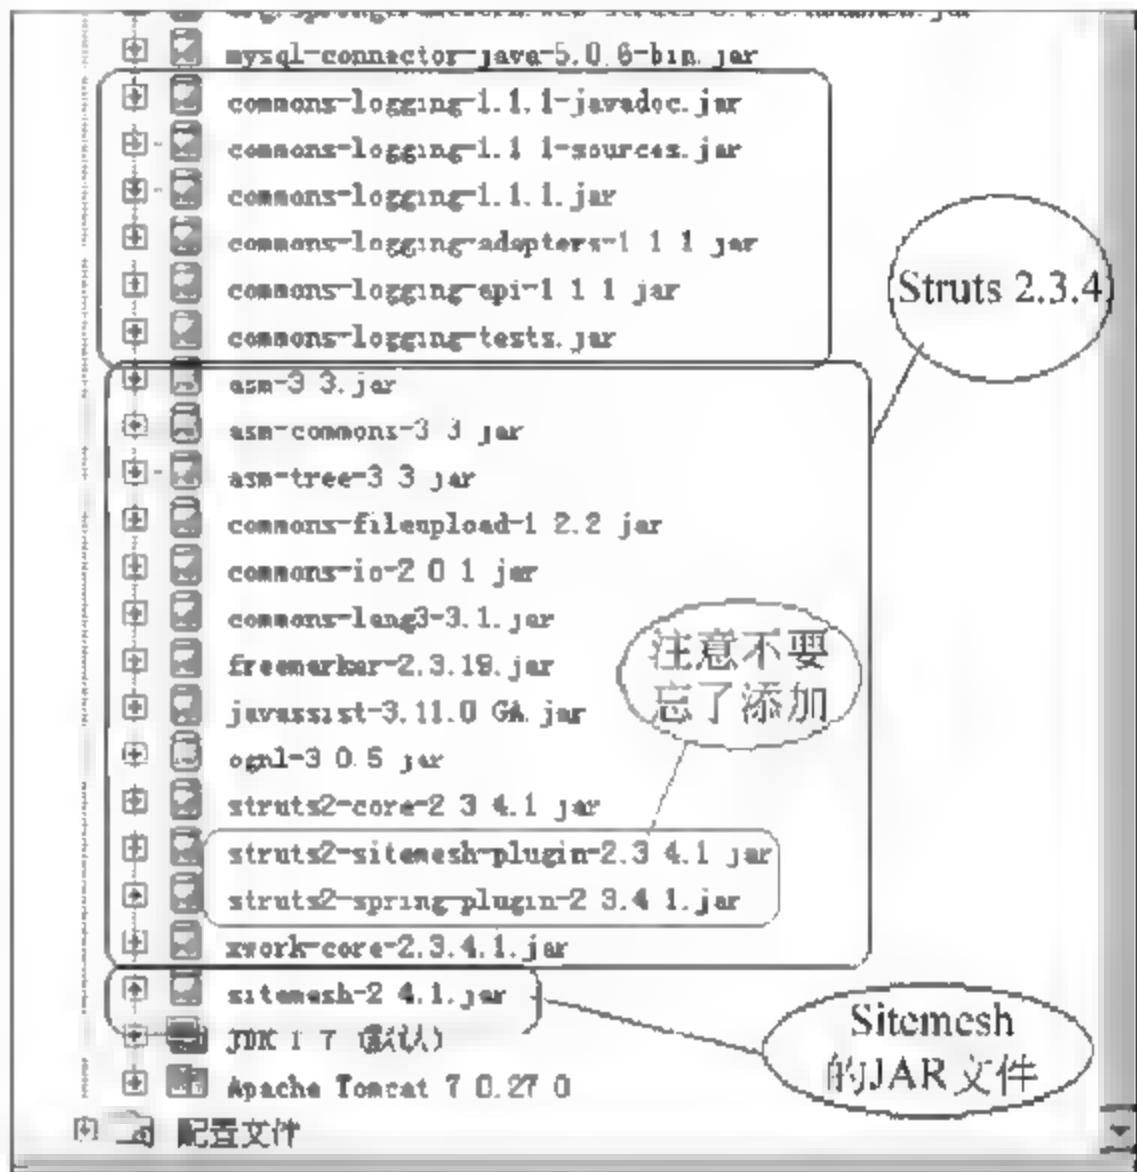 mysql-connector-java-5.0.6-bin.jar
commons-logging-1.1.1-javadoc.jar
commons-logging-1.1 1-sources.jar
commons-logging-1.1.1.jar
commons-logging-adapters-1 1 1 jar
commons-logging-api-1 1 1 jar
commons-logging-tests.jar
Struts 2.3.4
asm-3 3.jar
asm-commons-3 3 jar
asm-tree-3 3 jar
commons-fileupload-1 2.2 jar
commons-io-2 0 1 jar
commons-lang3-3.1.jar
注意不要
忘了添加
freemarker-2.3.19.jar
javassist-3.11.0 GA.jar
ognl-3 0.5 jar
struts2-core-2 3 4.1 jar
struts2-sitemesh-plugin-2.3 4.1 jar
struts2-spring-plugin-2 3.4 1.jar
xwork-core-2.3.4.1.jar
sitemesh-2 4.1.jar
Sitemesh
的JAR文件
JDK 1 7 (默认)
Apache Tomcat 7 0.27 0
配置文件